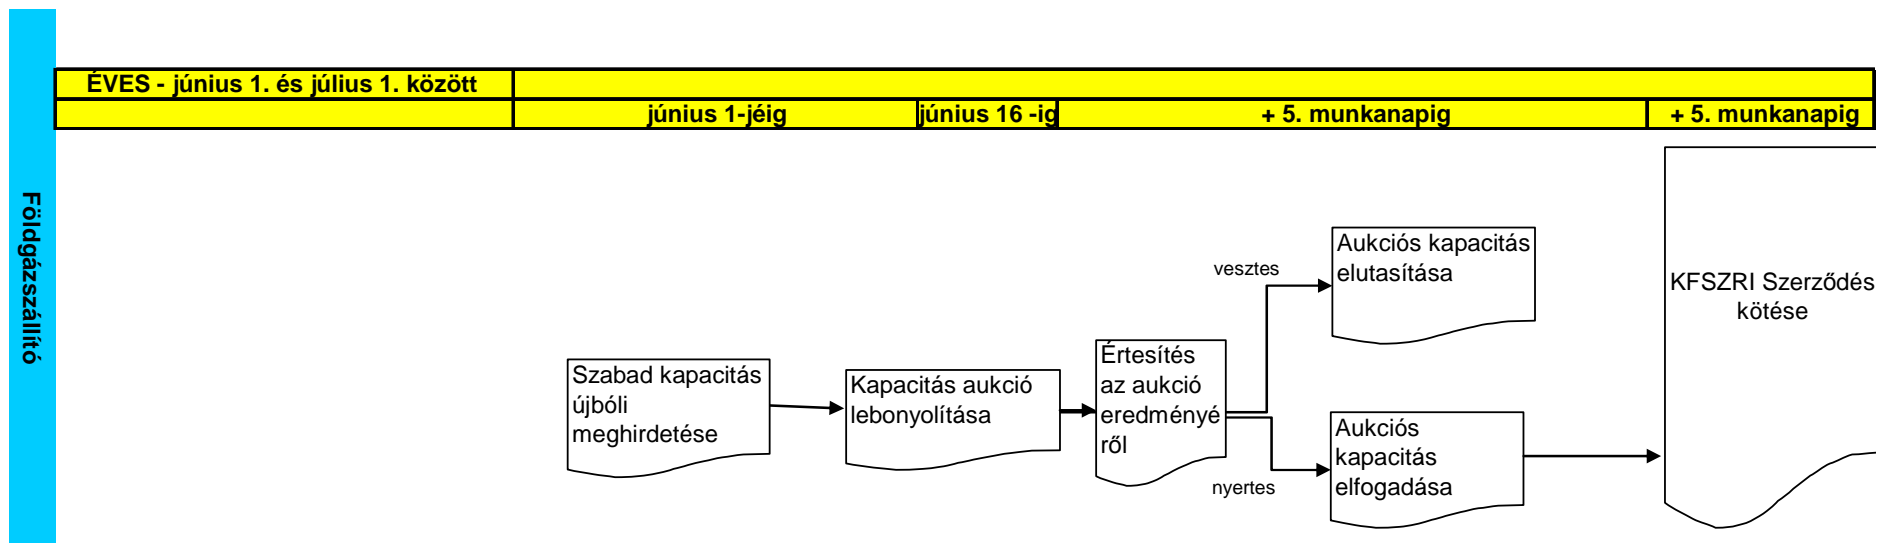 ÉVES - június 1. és július 1. között
június 1-jéig
június 16 -ig
+ 5. munkanapig
+ 5. munkanapig
Földgázszállító
Szabad kapacitás
újbóli
meghirdetése
Kapacitás aukció
lebonyolítása
Értesítés
az aukció
eredményé
ről
vesztes
nyertes
Aukciós kapacitás
elutasítása
Aukciós
kapacitás
elfogadása
KFSZRI Szerződés
kötése